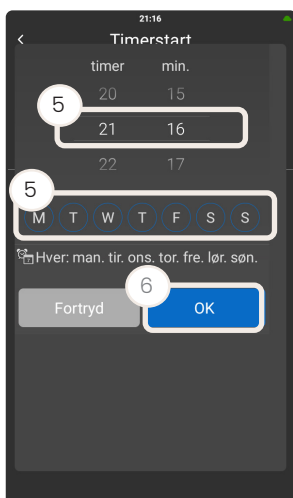 21:16
Timerstart
timer min.
20 15
5
21 16
22 17
5
M T W T F S S
Hver: man. tir. ons. tor. fre. lør. søn.
6
Fortryd OK